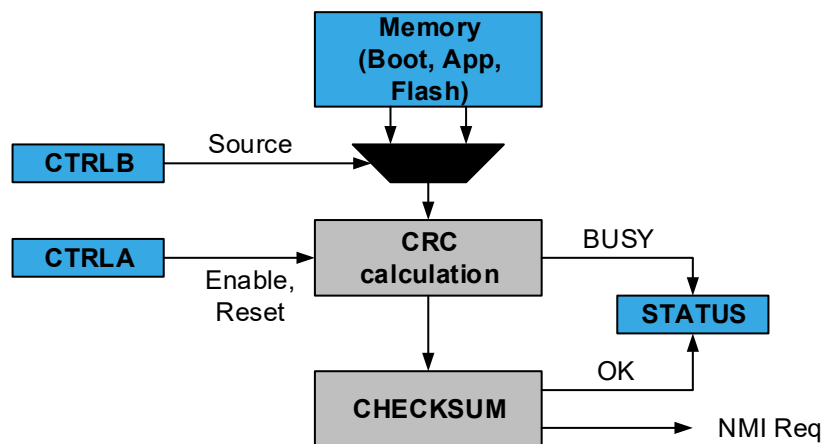 Memory
(Boot, App,
Flash)
Source
CTRLB
CRC
calculation
BUSY
CTRLA
Enable,
Reset
STATUS
OK
CHECKSUM
NMI Req